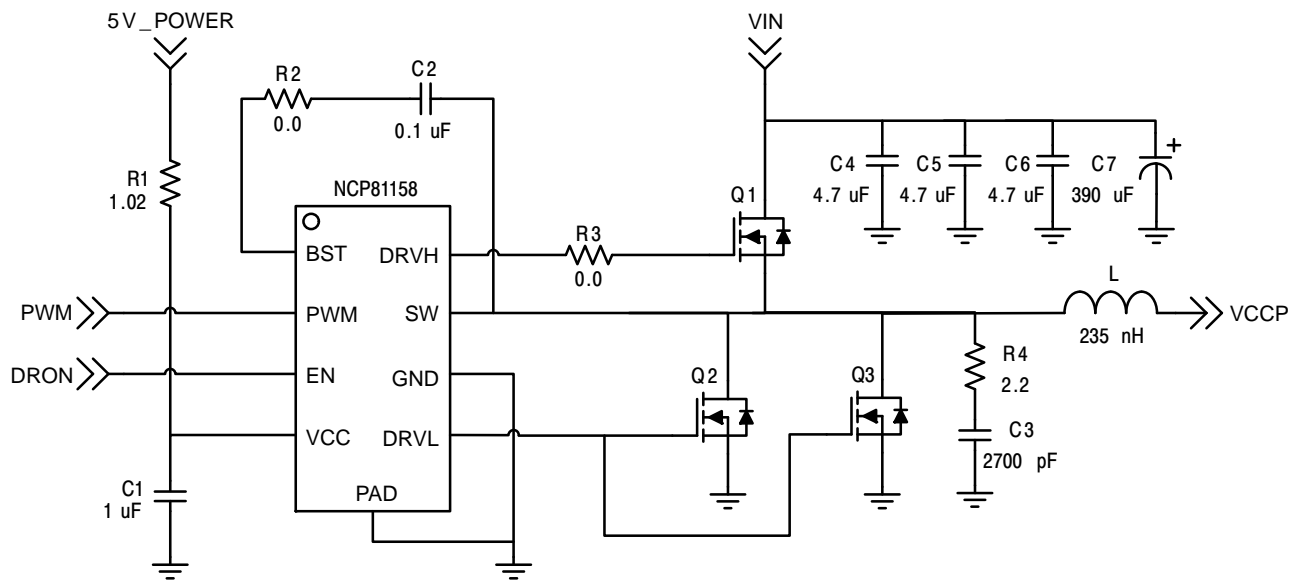 5V_POWER
VIN
R2
0.0
C2
0.1 uF
R1
1.02
NCP81158
BST
DRVH
PWM
SW
EN
GND
VCC
DRVL
PAD
PWM
DRON
C1
1 uF
R3
0.0
Q1
C4
4.7 uF
C5
4.7 uF
C6
4.7 uF
C7
390 uF
+
L
235 nH
VCCP
Q2
Q3
R4
2.2
C3
2700 pF